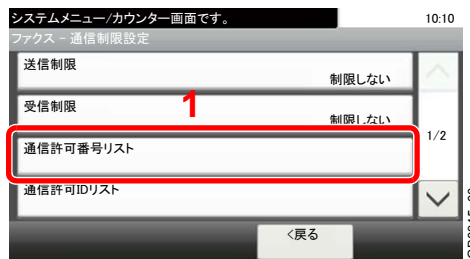 システムメニュー/カウンター画面です。
10:10
ファクス - 通信制限設定
送信制限
制限しない
受信制限
1
制限しない
通信許可番号リスト
1/2
通信許可IDリスト
<戻る